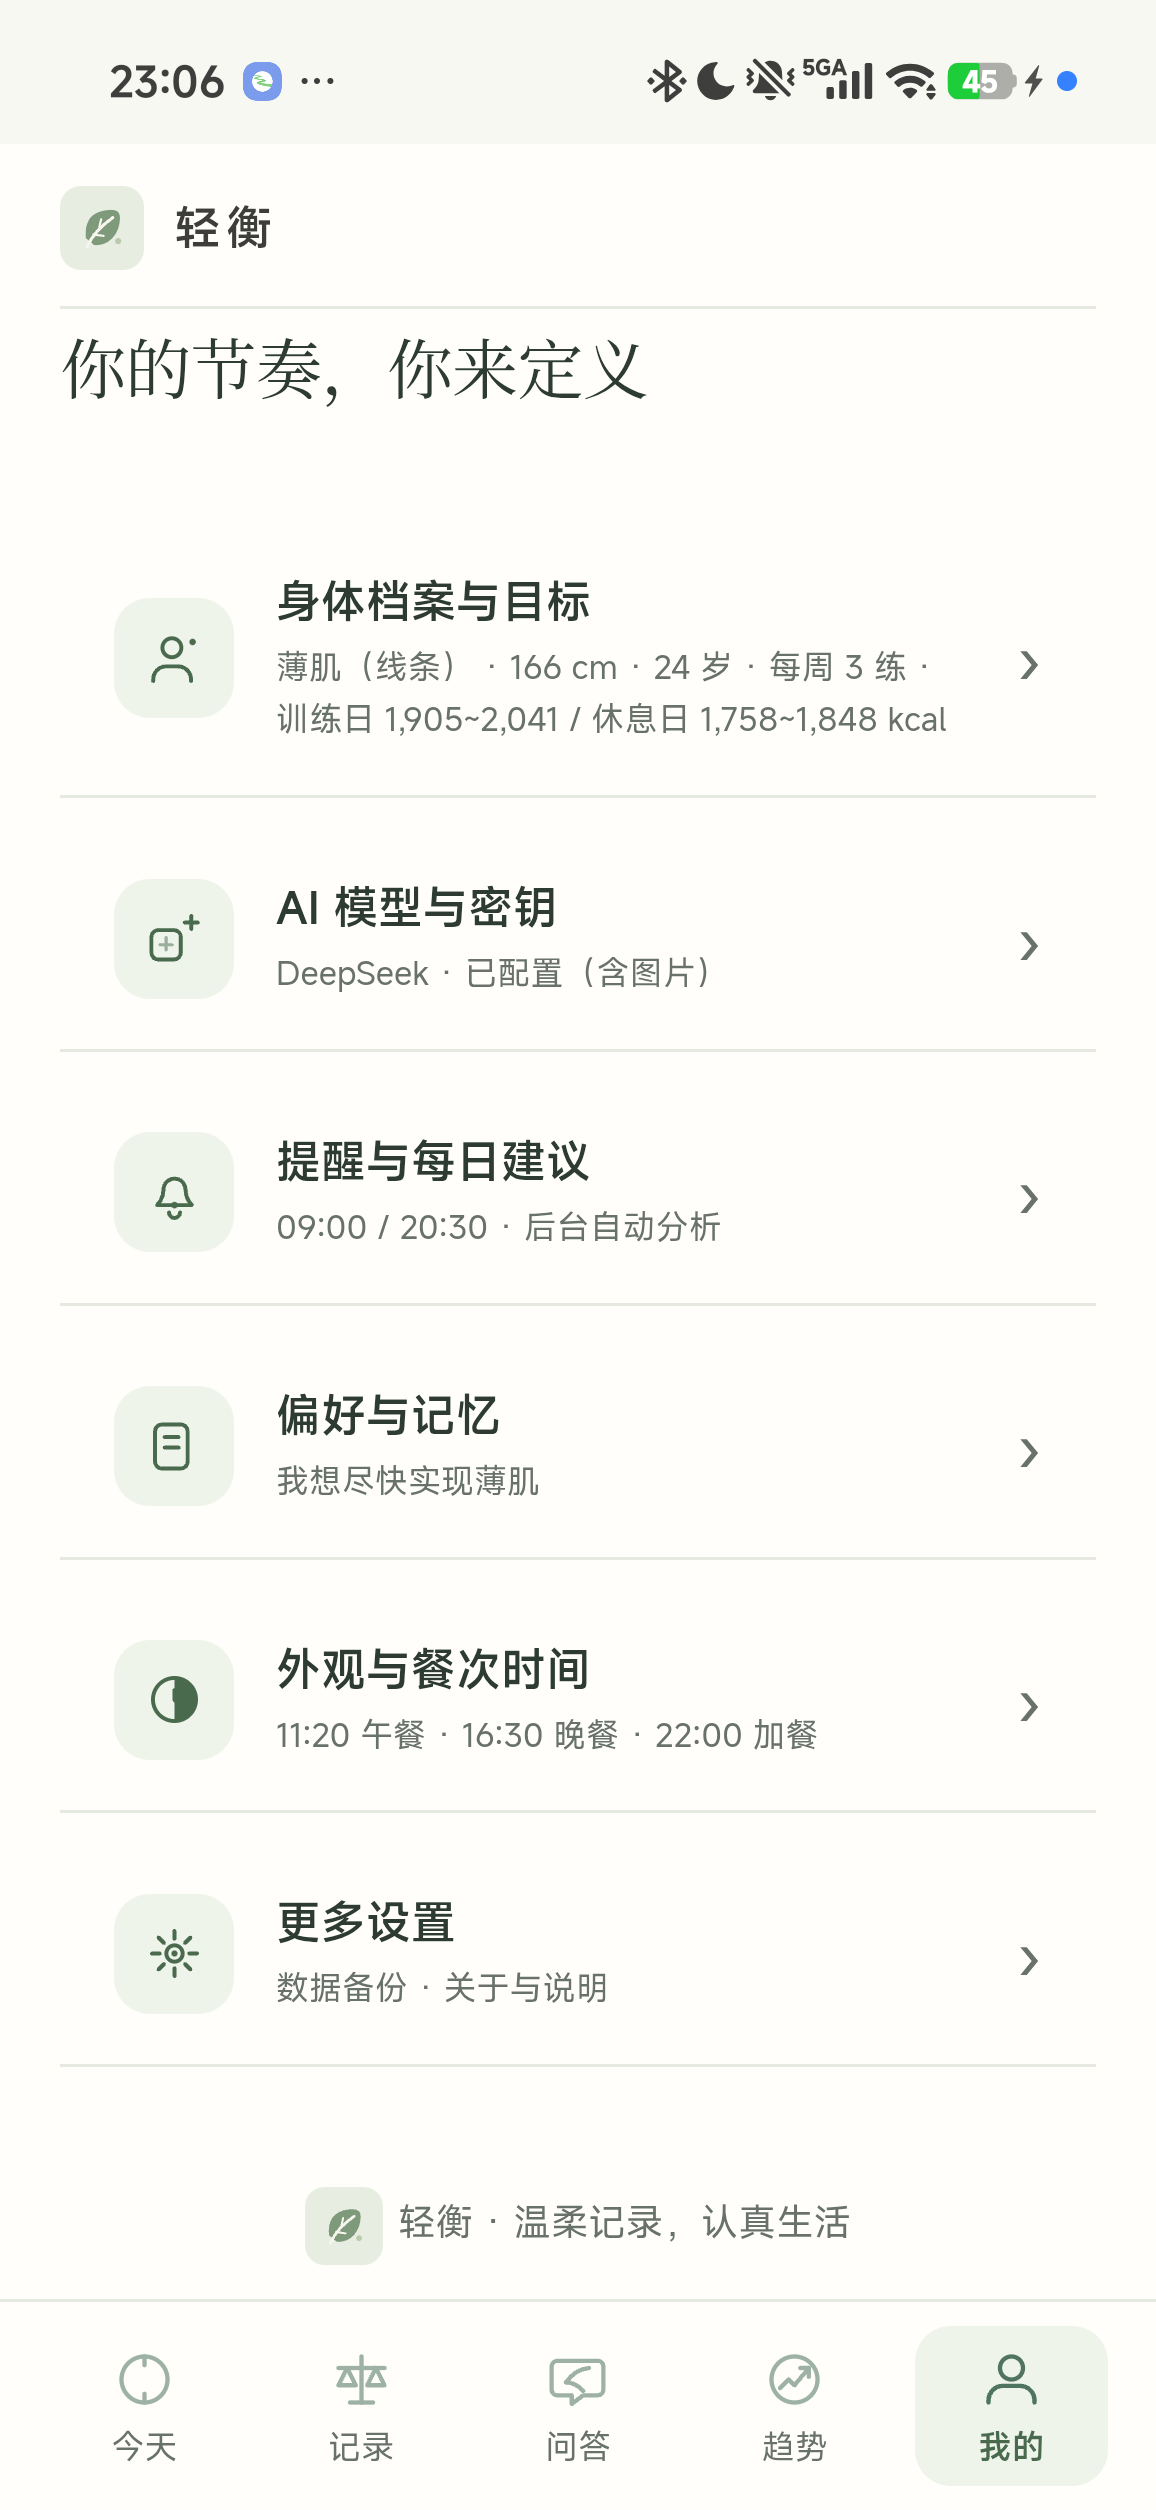 23:06 ···
5GA 45
轻衡
你的节奏，你来定义
身体档案与目标
薄肌（线条） · 166 cm · 24 岁 · 每周 3 练 ·
训练日 1,905~2,041 / 休息日 1,758~1,848 kcal
AI 模型与密钥
DeepSeek · 已配置（含图片）
提醒与每日建议
09:00 / 20:30 · 后台自动分析
偏好与记忆
我想尽快实现薄肌
外观与餐次时间
11:20 午餐 · 16:30 晚餐 · 22:00 加餐
更多设置
数据备份 · 关于与说明
轻衡 · 温柔记录，认真生活
今天
记录
问答
趋势
我的